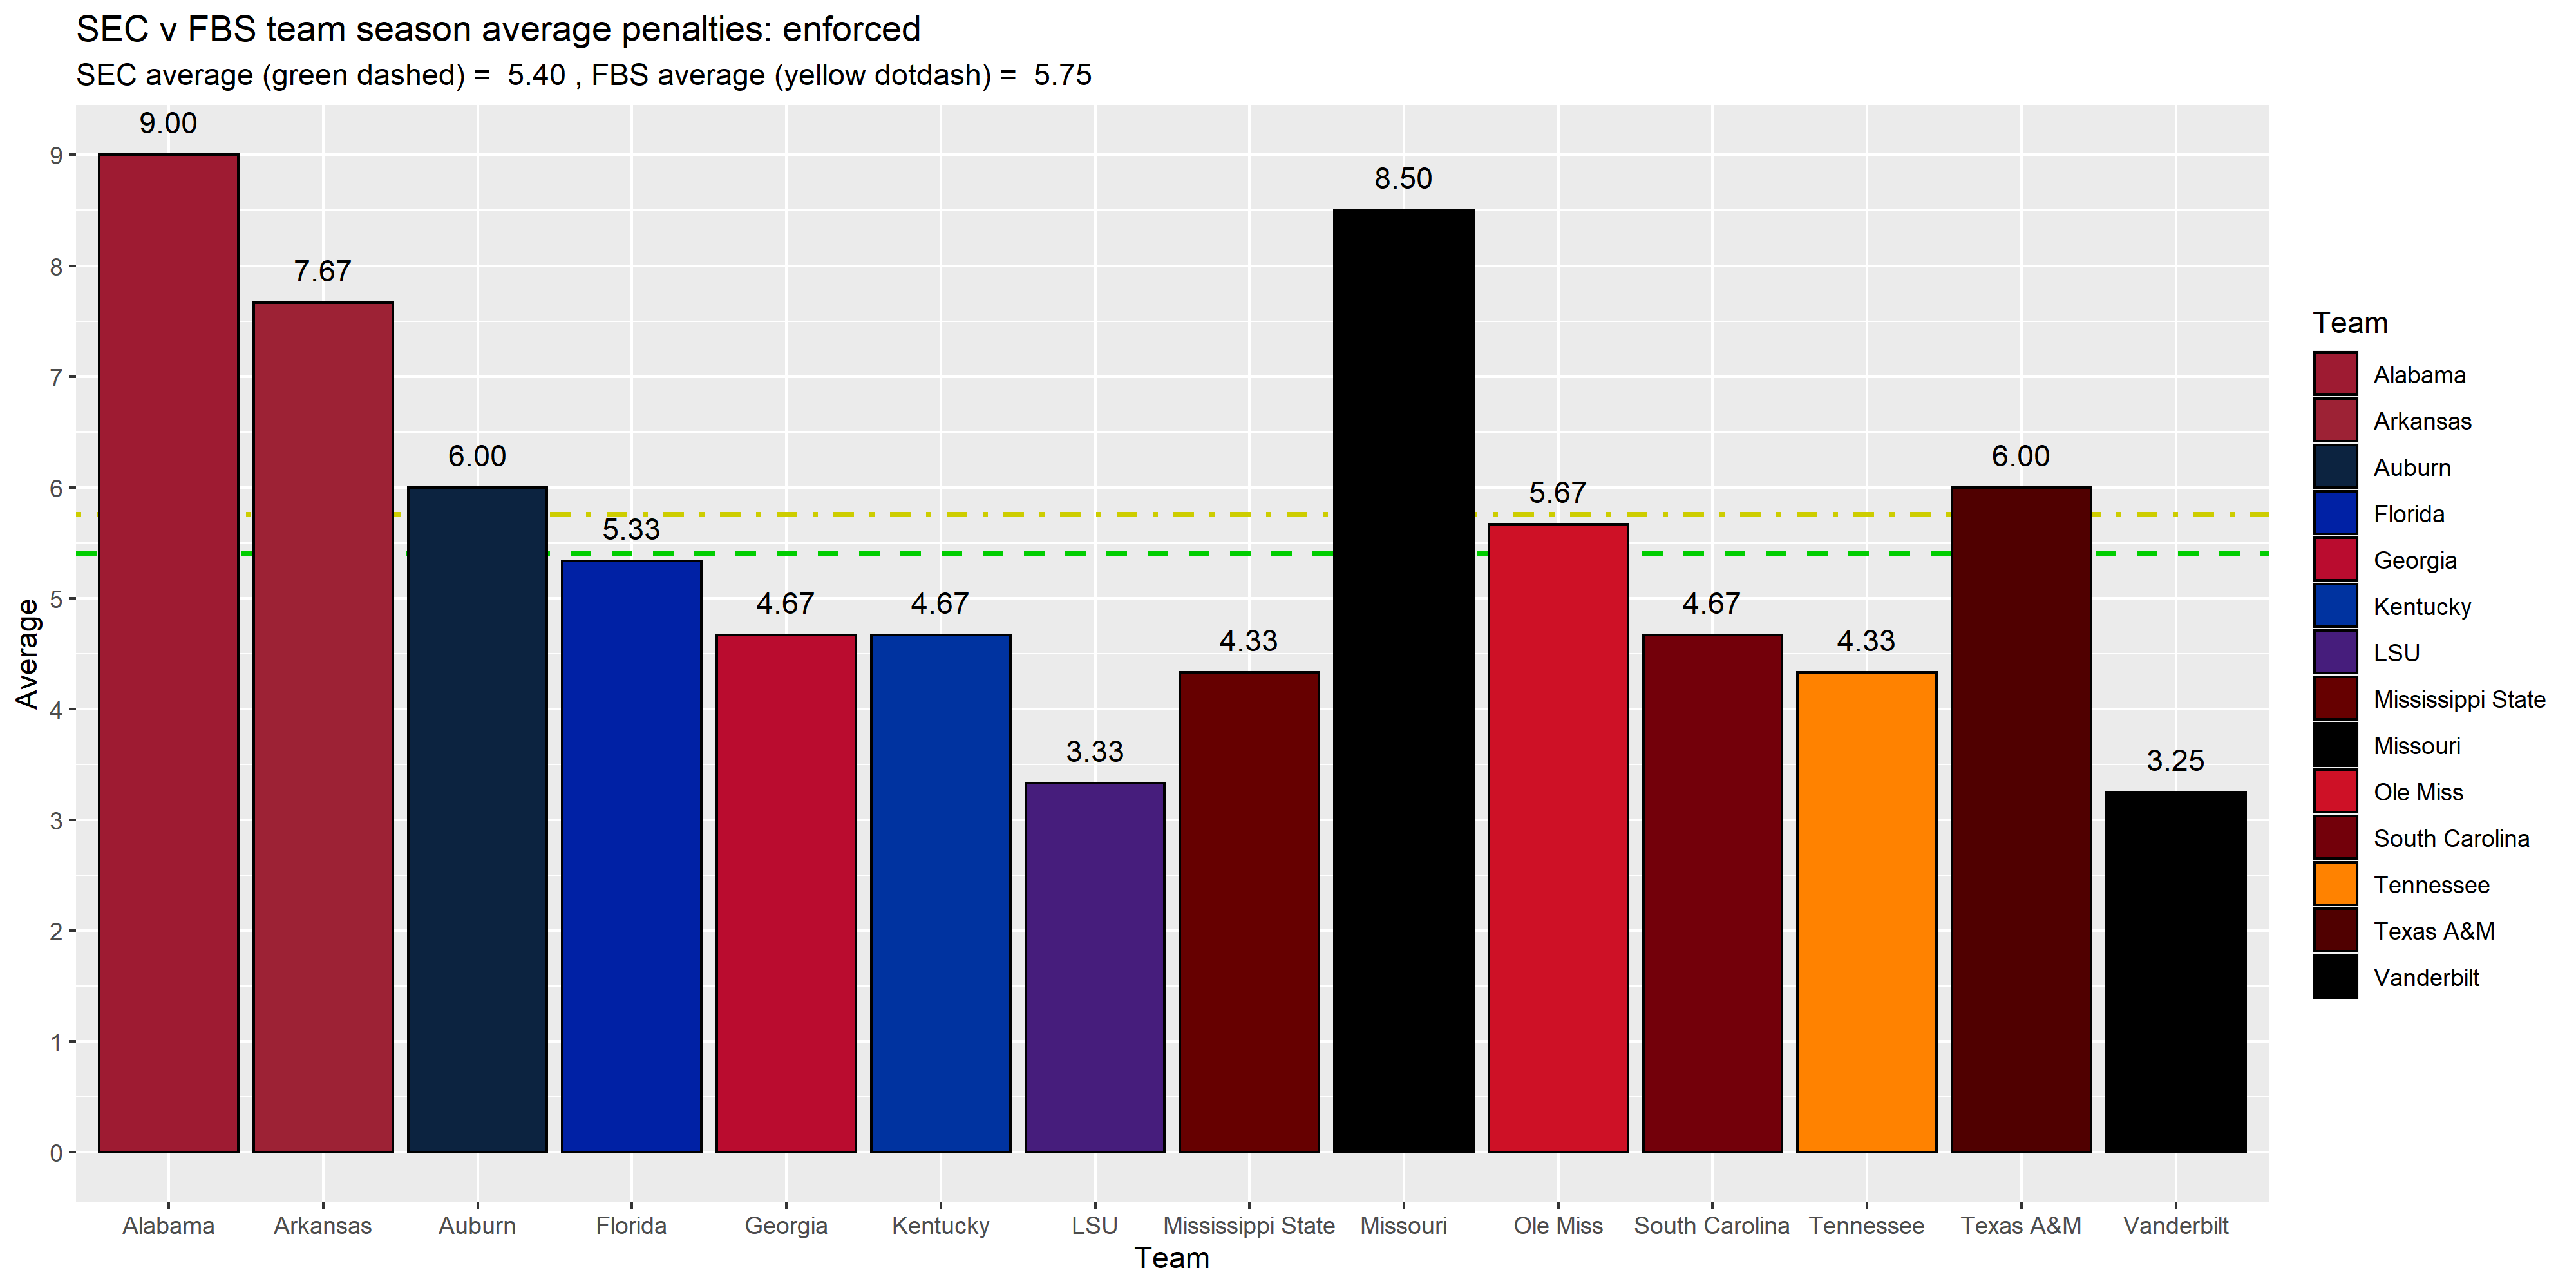 SEC v FBS team season average penalties: enforced
SEC average (green dashed) =  5.40 , FBS average (yellow dotdash) =  5.75
9.00
7.67
6.00
5.33
4.67
4.67
3.33
4.33
8.50
5.67
4.67
4.33
6.00
3.25
9
8
7
6
5
4
3
2
1
0
Average
Alabama
Arkansas
Auburn
Florida
Georgia
Kentucky
LSU
Mississippi State
Missouri
Ole Miss
South Carolina
Tennessee
Texas A&M
Vanderbilt
Team
Team
Alabama
Arkansas
Auburn
Florida
Georgia
Kentucky
LSU
Mississippi State
Missouri
Ole Miss
South Carolina
Tennessee
Texas A&M
Vanderbilt